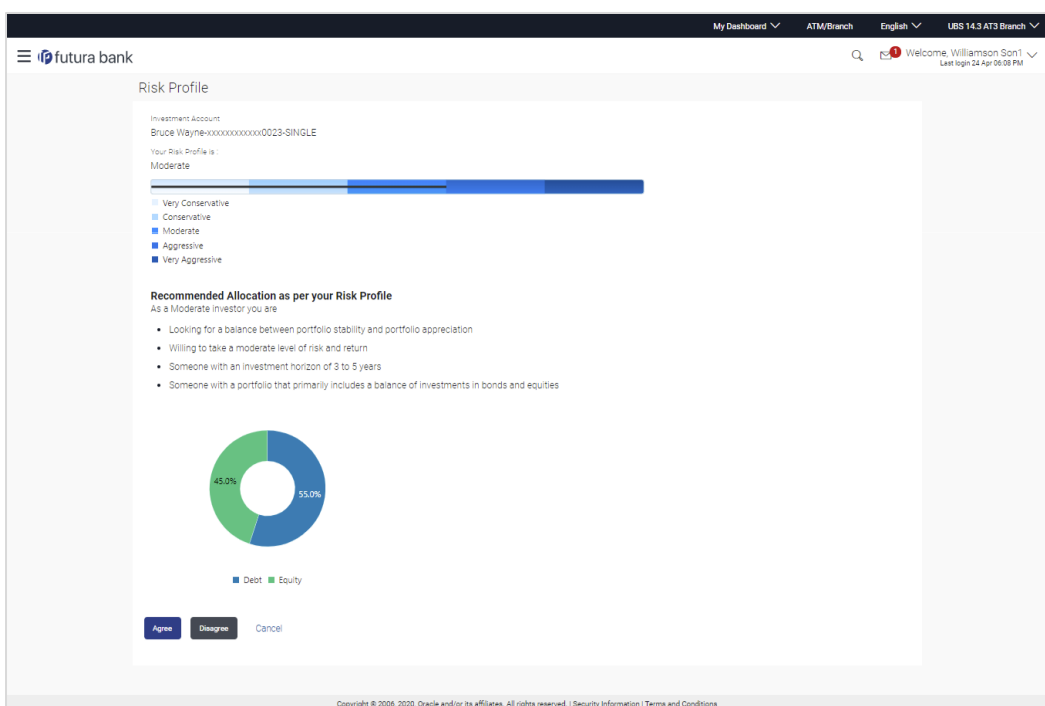 My Dashboard ATM/Branch English UBS 14.3 AT3 Branch
futura bank 1 Welcome, Williamson Son1
Last login 24 Apr 06:08 PM
Risk Profile
Investment Account
Bruce Wayne-xxxxxxxxxxxx0023-SINGLE
Your Risk Profile is :
Moderate
Very Conservative
Conservative
Moderate
Aggressive
Very Aggressive
Recommended Allocation as per your Risk Profile
As a Moderate investor you are
• Looking for a balance between portfolio stability and portfolio appreciation
• Willing to take a moderate level of risk and return
• Someone with an investment horizon of 3 to 5 years
• Someone with a portfolio that primarily includes a balance of investments in bonds and equities
45.0%
55.0%
Debt Equity
Agree Disagree Cancel
Copyright © 2006, 2020, Oracle and/or its affiliates. All rights reserved. | Security Information | Terms and Conditions